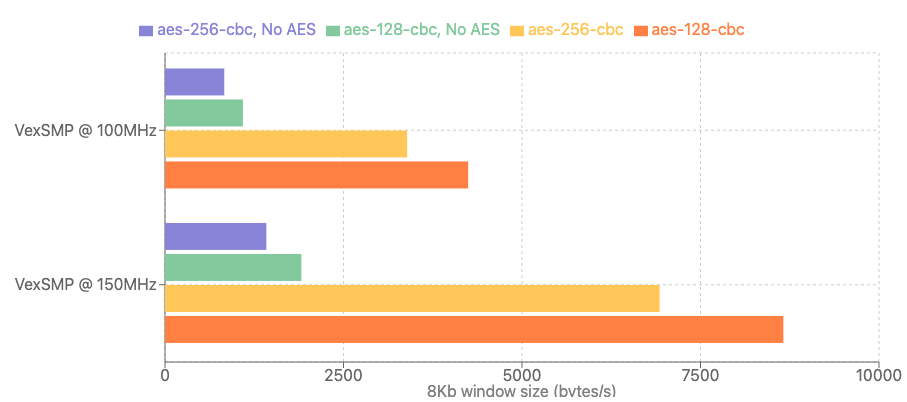 aes-256-cbc, No AES aes-128-cbc, No AES aes-256-cbc aes-128-cbc
VexSMP @ 100MHz
VexSMP @ 150MHz
0 2500 5000 7500 10000
8Kb window size (bytes/s)